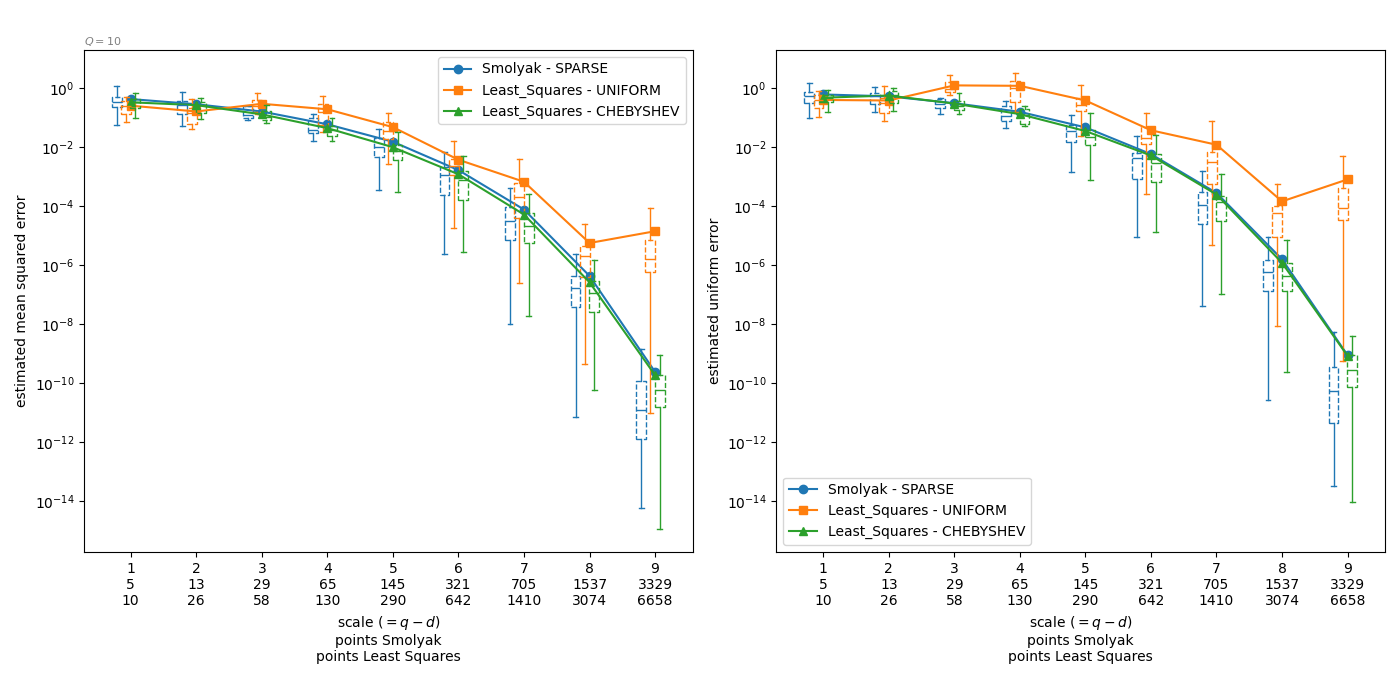 Q = 10
estimated mean squared error
10⁰
10⁻²
10⁻⁴
10⁻⁶
10⁻⁸
10⁻¹⁰
10⁻¹²
10⁻¹⁴
Smolyak - SPARSE
Least_Squares - UNIFORM
Least_Squares - CHEBYSHEV
1 2 3 4 5 6 7 8 9
5 13 29 65 145 321 705 1537 3329
10 26 58 130 290 642 1410 3074 6658
scale (= q − d)
points Smolyak
points Least Squares
estimated uniform error
10⁰
10⁻²
10⁻⁴
10⁻⁶
10⁻⁸
10⁻¹⁰
10⁻¹²
10⁻¹⁴
Smolyak - SPARSE
Least_Squares - UNIFORM
Least_Squares - CHEBYSHEV
1 2 3 4 5 6 7 8 9
5 13 29 65 145 321 705 1537 3329
10 26 58 130 290 642 1410 3074 6658
scale (= q − d)
points Smolyak
points Least Squares